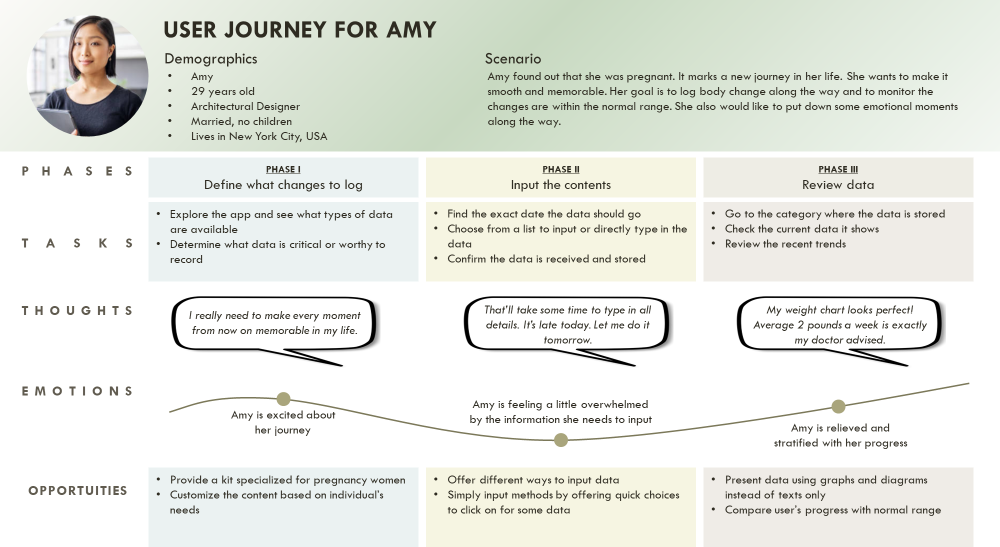 USER JOURNEY FOR AMY
Demographics
• Amy
• 29 years old
• Architectural Designer
• Married, no children
• Lives in New York City, USA
Scenario
Amy found out that she was pregnant. It marks a new journey in her life. She wants to make it
smooth and memorable. Her goal is to log body change along the way and to monitor the
changes are within the normal range. She also would like to put down some emotional moments
along the way.
PHASES
PHASE I
Define what changes to log
PHASE II
Input the contents
PHASE III
Review data
TASKS
• Explore the app and see what types of data
are available
• Determine what data is critical or worthy to
record
• Find the exact date the data should go
• Choose from a list to input or directly type in the
data
• Confirm the data is received and stored
• Go to the category where the data is stored
• Check the current data it shows
• Review the recent trends
THOUGHTS
I really need to make every moment
from now on memorable in my life.
That'll take some time to type in all
details. It's late today. Let me do it
tomorrow.
My weight chart looks perfect!
Average 2 pounds a week is exactly
my doctor advised.
EMOTIONS
Amy is excited about
her journey
Amy is feeling a little overwhelmed
by the information she needs to input
Amy is relieved and
stratified with her progress
OPPORTUITIES
• Provide a kit specialized for pregnancy women
• Customize the content based on individual's
needs
• Offer different ways to input data
• Simply input methods by offering quick choices
to click on for some data
• Present data using graphs and diagrams
instead of texts only
• Compare user's progress with normal range